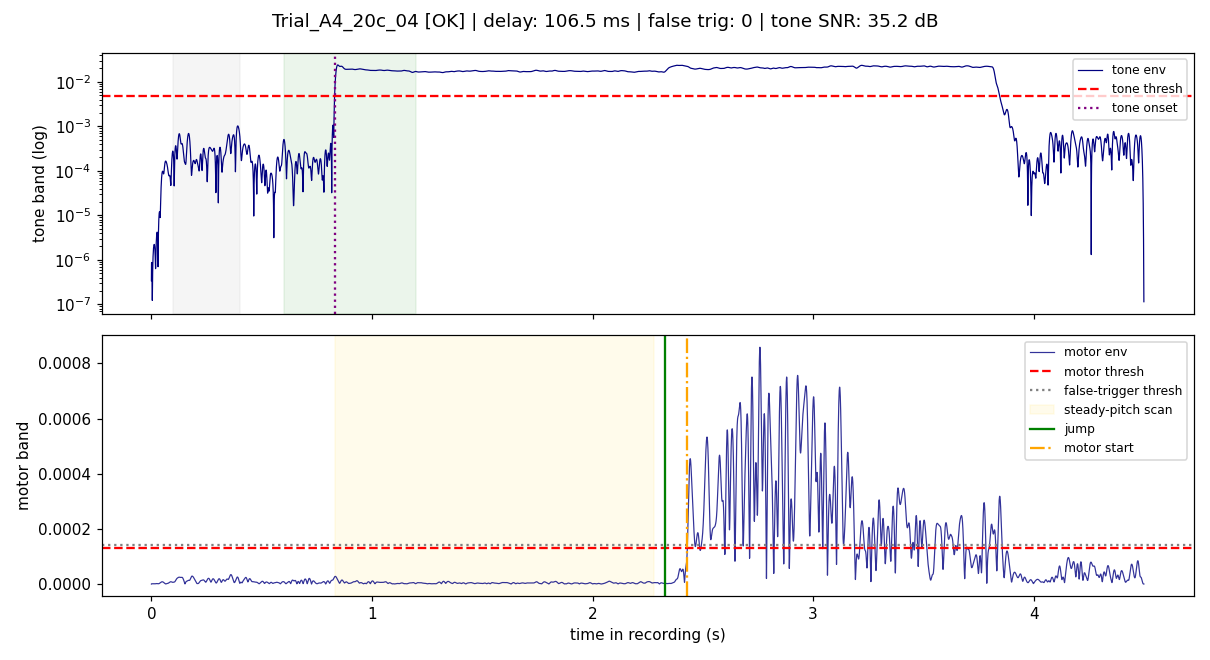 Trial_A4_20c_04 [OK] | delay: 106.5 ms | false trig: 0 | tone SNR: 35.2 dB
tone band (log)
10⁻²
10⁻³
10⁻⁴
10⁻⁵
10⁻⁶
10⁻⁷
tone env
tone thresh
tone onset
motor band
0.0008
0.0006
0.0004
0.0002
0.0000
motor env
motor thresh
false-trigger thresh
steady-pitch scan
jump
motor start
0 1 2 3 4
time in recording (s)